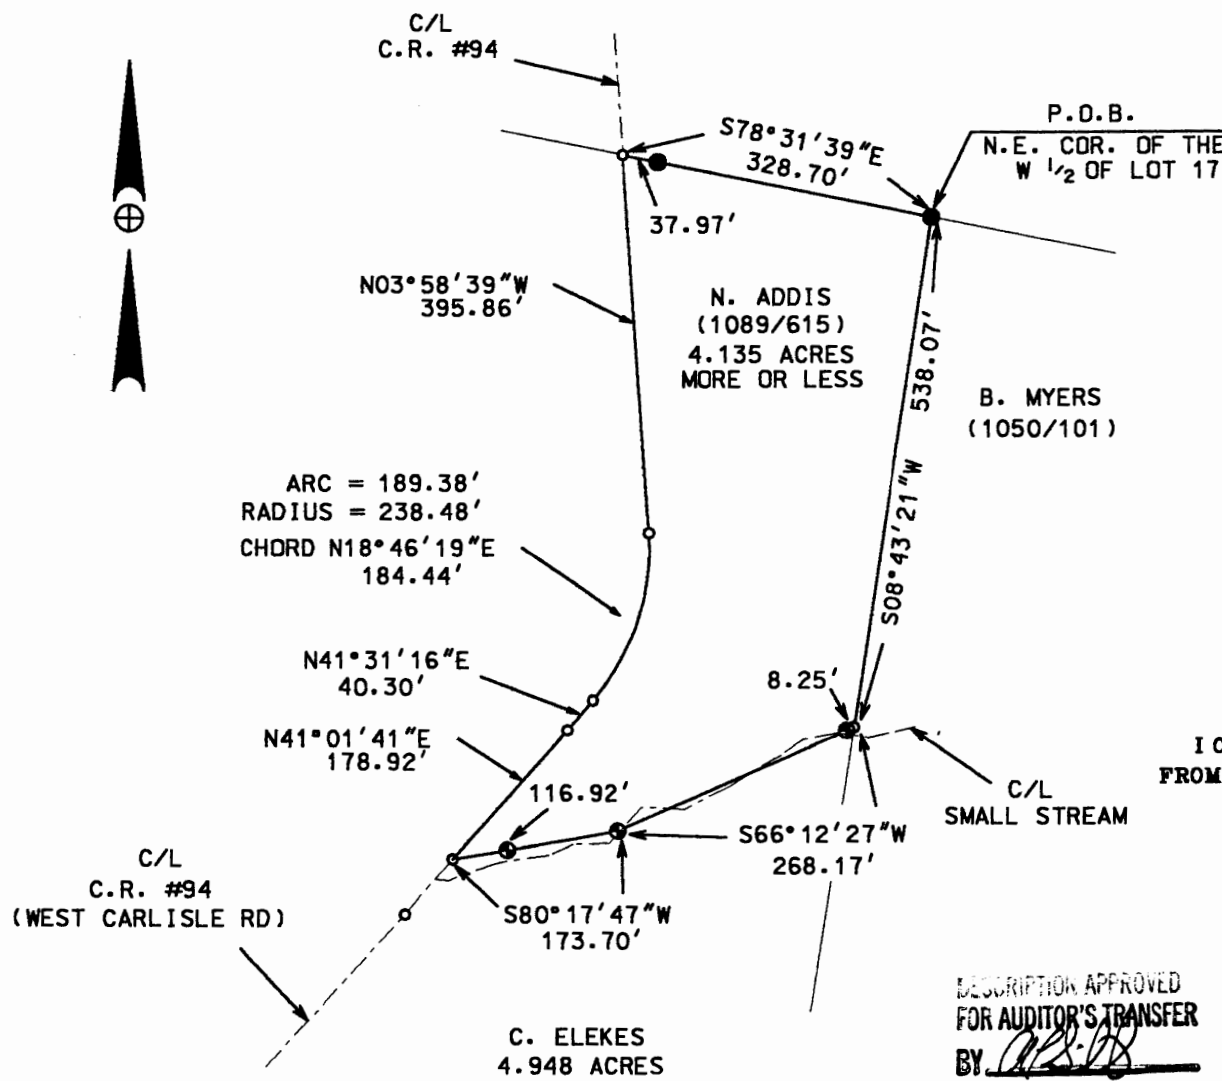 C/L
C.R. #94
S78°31'39"E
328.70'
P.O.B.
N.E. COR. OF THE
W 1/2 OF LOT 17
37.97'
N03°58'39"W
395.86'
N. ADDIS
(1089/615)
4.135 ACRES
MORE OR LESS
538.07'
S08°43'21"W
B. MYERS
(1050/101)
ARC = 189.38'
RADIUS = 238.48'
CHORD N18°46'19"E
184.44'
N41°31'16"E
40.30'
8.25'
N41°01'41"E
178.92'
116.92'
I C
FROM
C/L
SMALL STREAM
S66°12'27"W
268.17'
C/L
C.R. #94
(WEST CARLISLE RD)
S80°17'47"W
173.70'
C. ELEKES
4.948 ACRES
DESCRIPTION APPROVED
FOR AUDITOR'S TRANSFER
BY